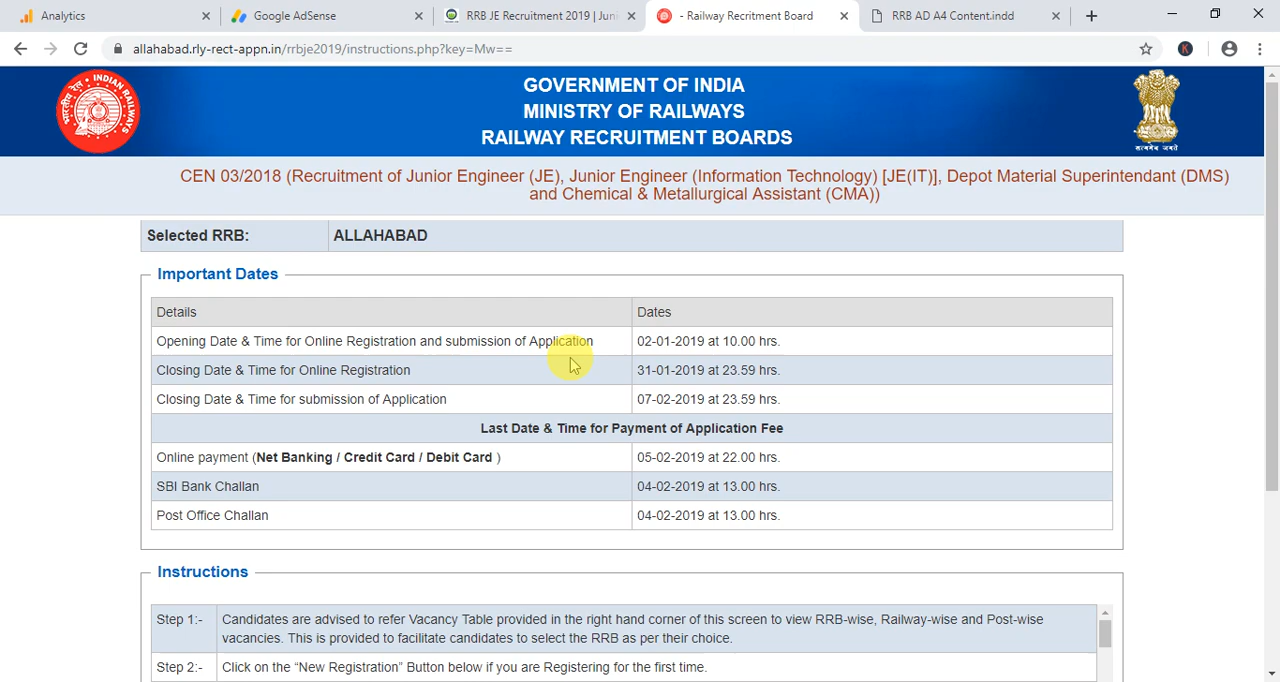 Analytics
Google AdSense
RRB JE Recruitment 2019 | Juni
- Railway Recritment Board
RRB AD A4 Content.indd
allahabad.rly-rect-appn.in/rrbje2019/instructions.php?key=Mw==
K
INDIAN RAILWAYS
भारतीय रेल
GOVERNMENT OF INDIA
MINISTRY OF RAILWAYS
RAILWAY RECRUITMENT BOARDS
सत्यमेव जयते
CEN 03/2018 (Recruitment of Junior Engineer (JE), Junior Engineer (Information Technology) [JE(IT)], Depot Material Superintendent (DMS)
and Chemical & Metallurgical Assistant (CMA))
Selected RRB: ALLAHABAD
Important Dates
Details Dates
Opening Date & Time for Online Registration and submission of Application 02-01-2019 at 10.00 hrs.
Closing Date & Time for Online Registration 31-01-2019 at 23.59 hrs.
Closing Date & Time for submission of Application 07-02-2019 at 23.59 hrs.
Last Date & Time for Payment of Application Fee
Online payment (Net Banking / Credit Card / Debit Card ) 05-02-2019 at 22.00 hrs.
SBI Bank Challan 04-02-2019 at 13.00 hrs.
Post Office Challan 04-02-2019 at 13.00 hrs.
Instructions
Step 1:- Candidates are advised to refer Vacancy Table provided in the right hand corner of this screen to view RRB-wise, Railway-wise and Post-wise
vacancies. This is provided to facilitate candidates to select the RRB as per their choice.
Step 2:- Click on the “New Registration” Button below if you are Registering for the first time.